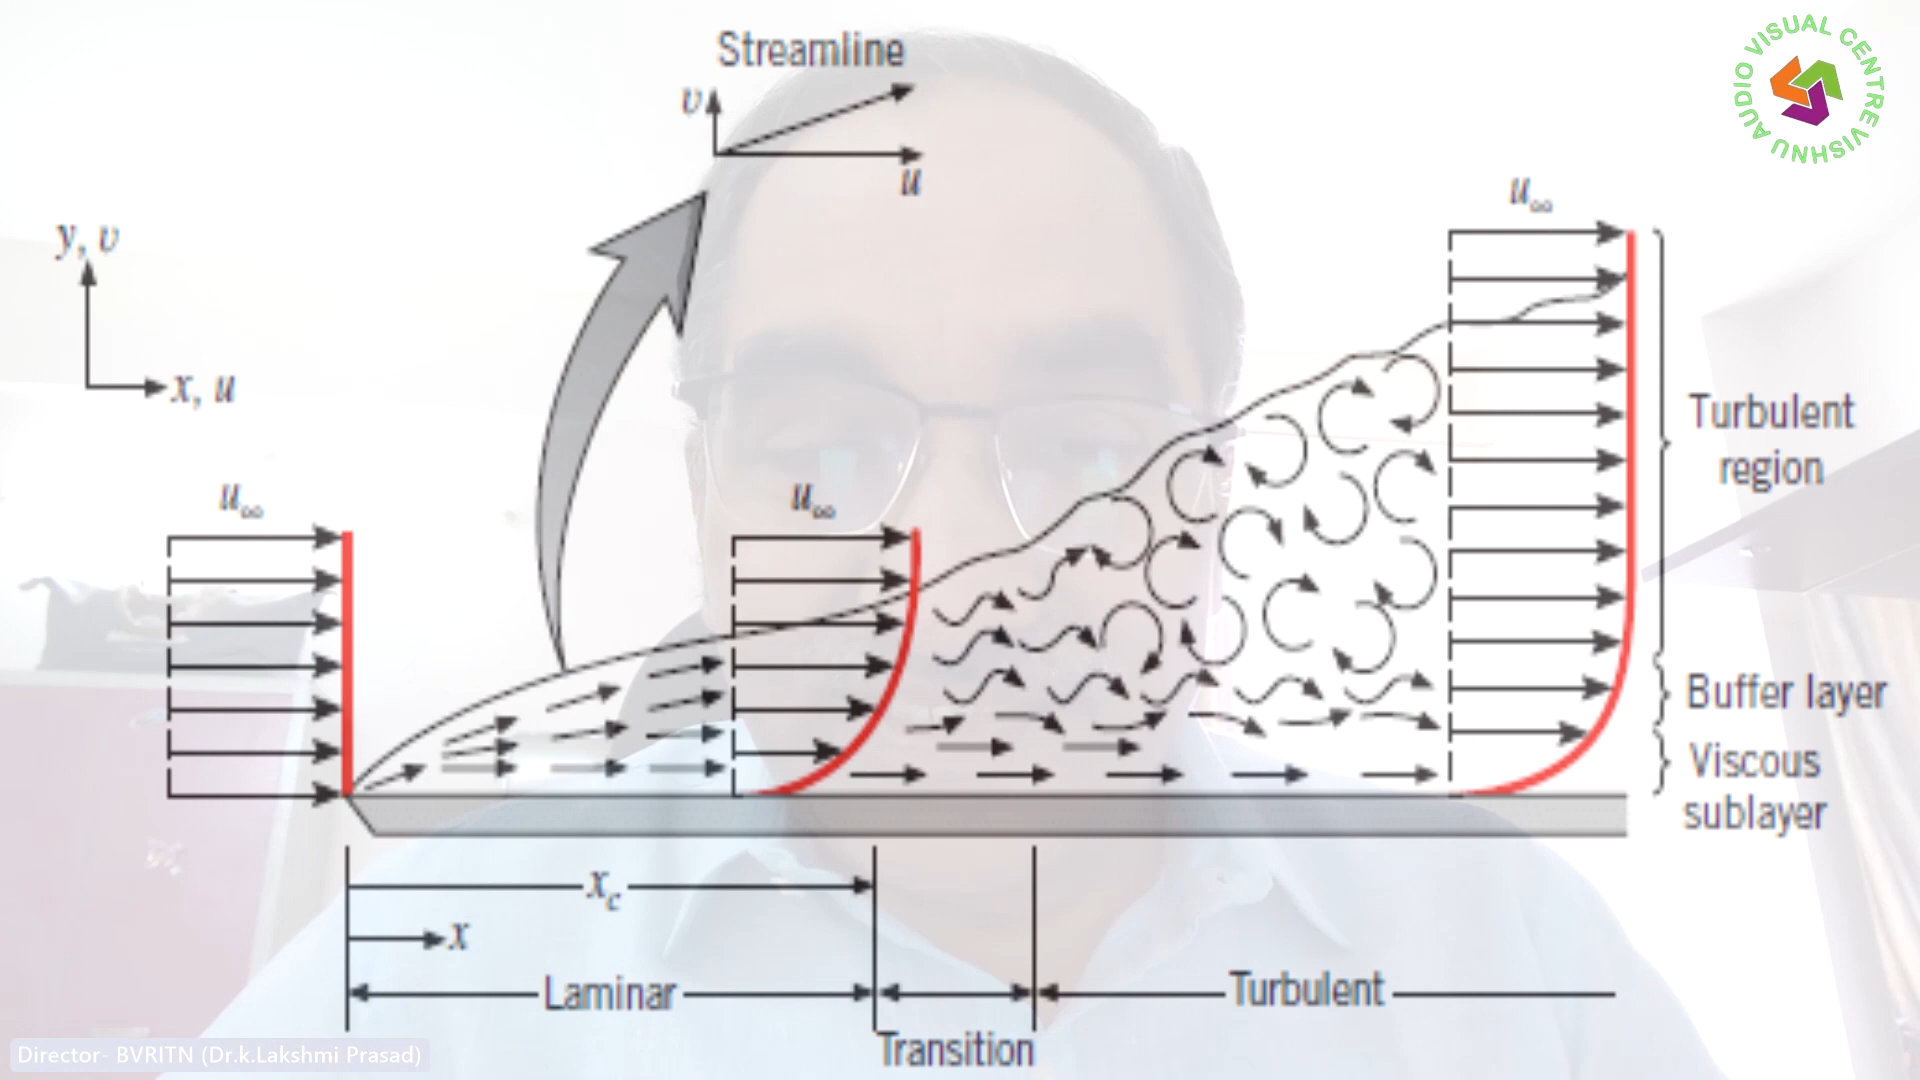 Streamline
υ
u
AUDIO VISUAL CENTRE VISHNU
y, υ
x, u
u∞
u∞
u∞
Turbulent
region
Buffer layer
Viscous
sublayer
x_c
x
Laminar
Turbulent
Transition
Director- BVRITN (Dr.k.Lakshmi Prasad)